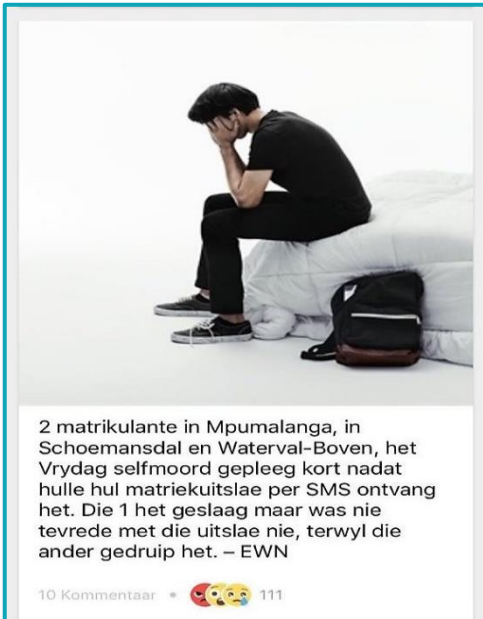 2 matrikulante in Mpumalanga, in
Schoemansdal en Waterval-Boven, het
Vrydag selfmoord gepleeg kort nadat
hulle hul matriekuitslae per SMS ontvang
het. Die 1 het geslaag maar was nie
tevrede met die uitslae nie, terwyl die
ander gedruip het. – EWN
10 Kommentaar • 111